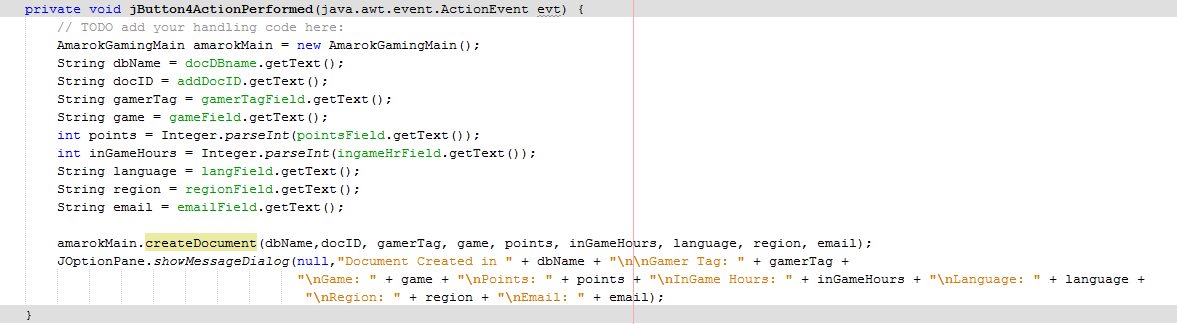 private void jButton4ActionPerformed(java.awt.event.ActionEvent evt) {
// TODO add your handling code here:
AmarokGamingMain amarokMain = new AmarokGamingMain();
String dbName = docDBname.getText();
String docID = addDocID.getText();
String gamerTag = gamerTagField.getText();
String game = gameField.getText();
int points = Integer.parseInt(pointsField.getText());
int inGameHours = Integer.parseInt(ingameHrField.getText());
String language = langField.getText();
String region = regionField.getText();
String email = emailField.getText();
amarokMain.createDocument(dbName,docID, gamerTag, game, points, inGameHours, language, region, email);
JOptionPane.showMessageDialog(null,"Document Created in " + dbName + "\n\nGamer Tag: " + gamerTag +
"\nGame: " + game + "\nPoints: " + points + "\nInGame Hours: " + inGameHours + "\nLanguage: " + language +
"\nRegion: " + region + "\nEmail: " + email);
}